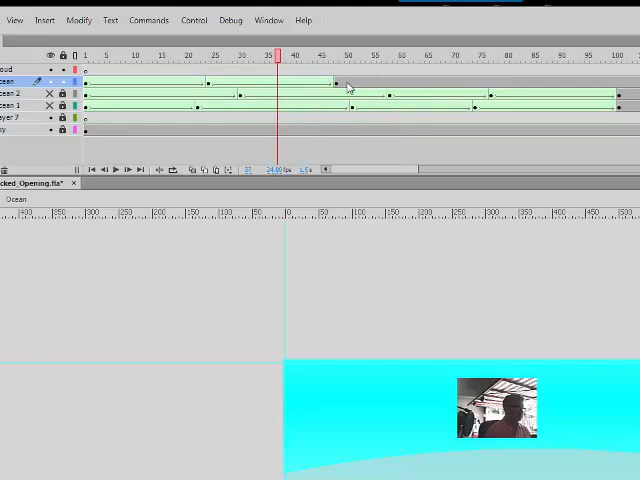 View Insert Modify Text Commands Control Debug Window Help
1 5 10 15 20 25 30 35 45 50 55 60 65 70 75 80 85 90 95 100
oud
cean
cean 2
cean 1
ayer 7
ky
37 24.00 fps 1.5 s
cked_Opening.fla* ×
Ocean
400 300 250 200 150 100 50 0 50 100 150 200 250 300 350 400 450 500